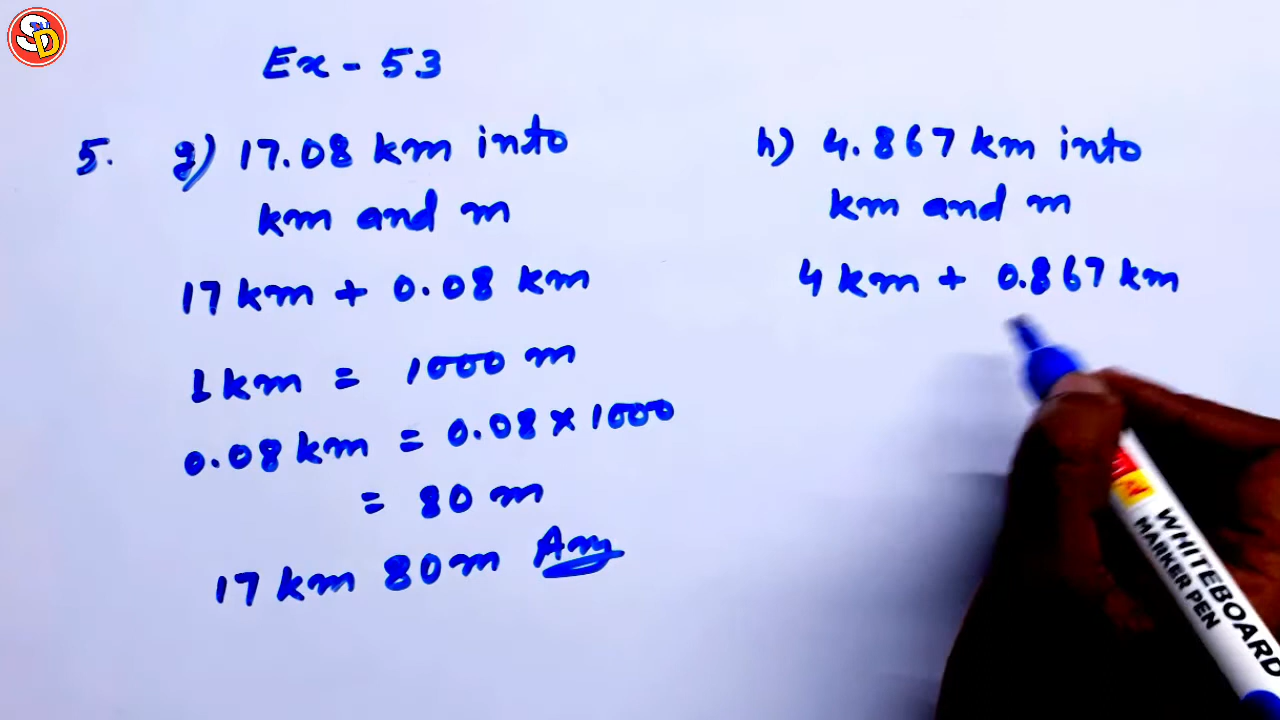 SD
Ex - 53
5. g) 17.08 km into
km and m
17 km + 0.08 km
1 km = 1000 m
0.08 km = 0.08 × 1000
= 80 m
17 km 80 m Ans
h) 4.867 km into
km and m
4 km + 0.867 km
WHITEBOARD
MARKER PEN